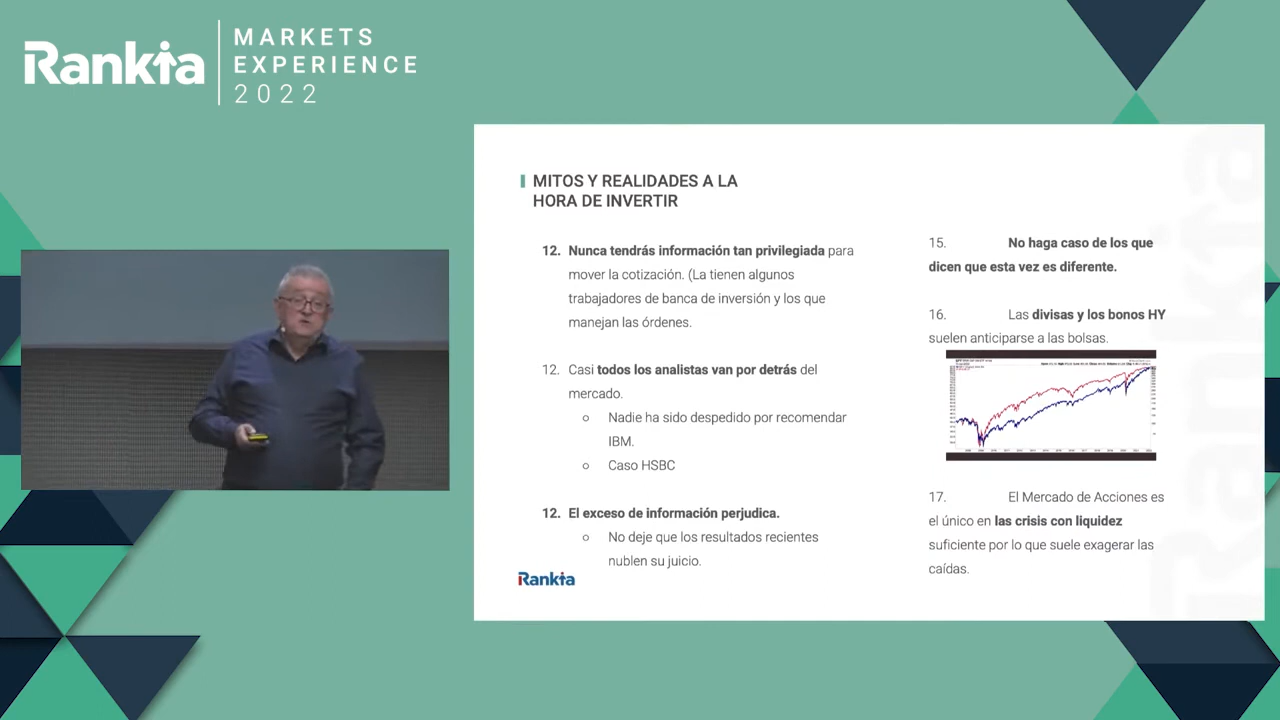 Rankia
MARKETS
EXPERIENCE
2022
MITOS Y REALIDADES A LA
HORA DE INVERTIR
12. Nunca tendrás información tan privilegiada para
mover la cotización. (La tienen algunos
trabajadores de banca de inversión y los que
manejan las órdenes.
12. Casi todos los analistas van por detrás del
mercado.
o Nadie ha sido despedido por recomendar
IBM.
o Caso HSBC
12. El exceso de información perjudica.
o No deje que los resultados recientes
nublen su juicio.
Rankia
15. No haga caso de los que
dicen que esta vez es diferente.
16. Las divisas y los bonos HY
suelen anticiparse a las bolsas.
17. El Mercado de Acciones es
el único en las crisis con liquidez
suficiente por lo que suele exagerar las
caídas.
Rankia